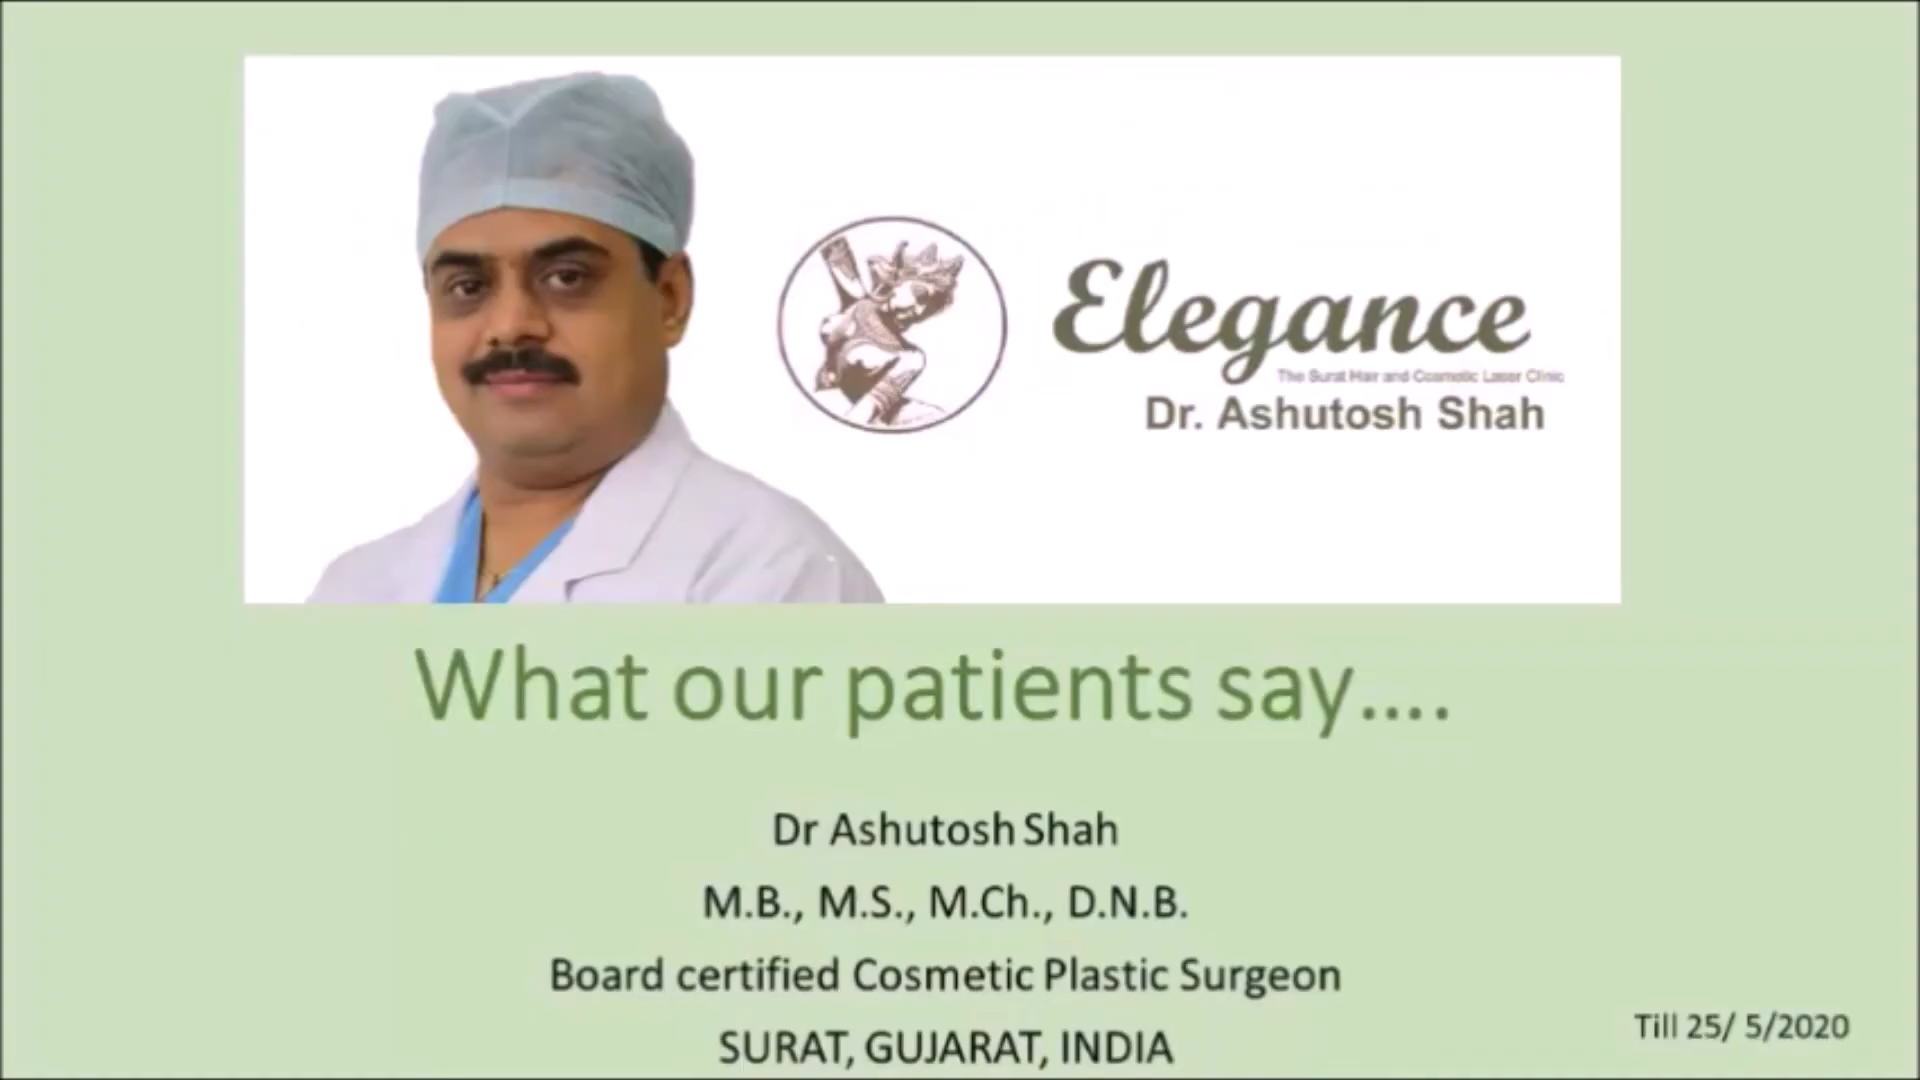 Elegance
The Surat Hair and Cosmetic Laser Clinic
Dr. Ashutosh Shah
What our patients say....
Dr Ashutosh Shah
M.B., M.S., M.Ch., D.N.B.
Board certified Cosmetic Plastic Surgeon
SURAT, GUJARAT, INDIA
Till 25/ 5/2020